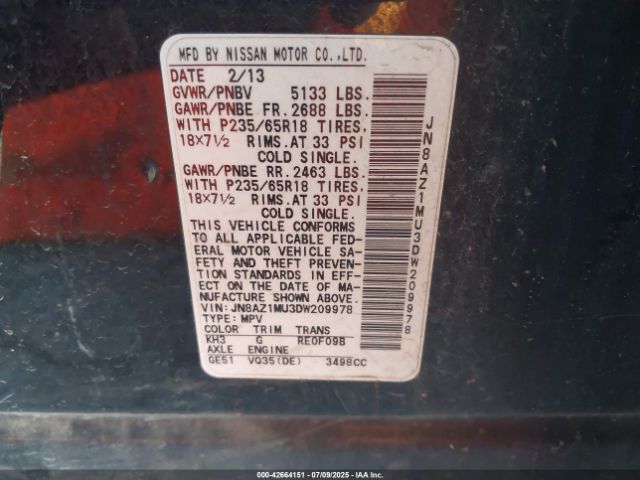 MFD BY NISSAN MOTOR CO.,LTD.
DATE 2/13
GVWR/PNBV 5133 LBS.
GAWR/PNBE FR. 2688 LBS.
WITH P235/65R18 TIRES,
18X7½ RIMS.AT 33 PSI
COLD SINGLE.
GAWR/PNBE RR. 2463 LBS.
WITH P235/65R18 TIRES,
18X7½ RIMS.AT 33 PSI
COLD SINGLE.
THIS VEHICLE CONFORMS
TO ALL APPLICABLE FED-
ERAL MOTOR VEHICLE SA-
FETY AND THEFT PREVEN-
TION STANDARDS IN EFF-
ECT ON THE DATE OF MA-
NUFACTURE SHOWN ABOVE.
VIN:JN8AZ1MU3DW209978
TYPE:MPV
COLOR TRIM TRANS
KH3 G RE0F09B
AXLE ENGINE
GE51 VQ35(DE) 3498CC
JN8AZ1MU3DW209978
000-42664151 07/09/2025 IAAI.COM